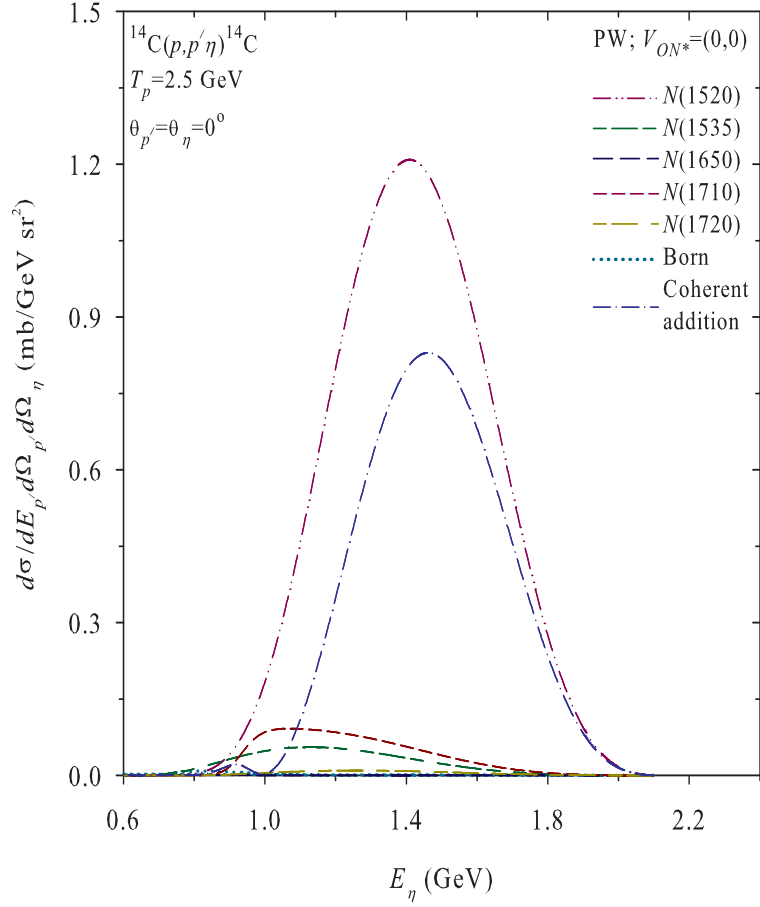 ¹⁴C(p,p′η)¹⁴C
T_p=2.5 GeV
θ_p′=θ_η=0°
PW; V_ON*=(0,0)
N(1520)
N(1535)
N(1650)
N(1710)
N(1720)
Born
Coherent
addition
dσ/dE_p′dΩ_p′dΩ_η (mb/GeV sr²)
1.5
1.2
0.9
0.6
0.3
0.0
0.6 1.0 1.4 1.8 2.2
E_η (GeV)